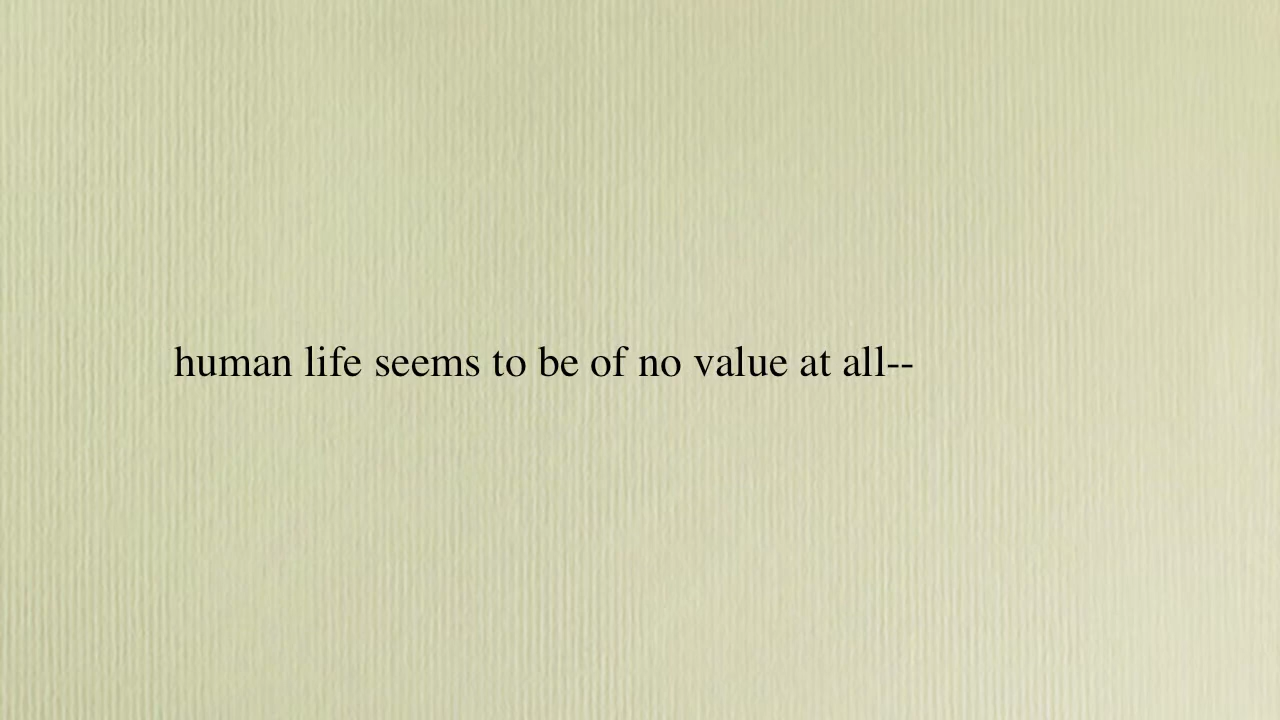 human life seems to be of no value at all--